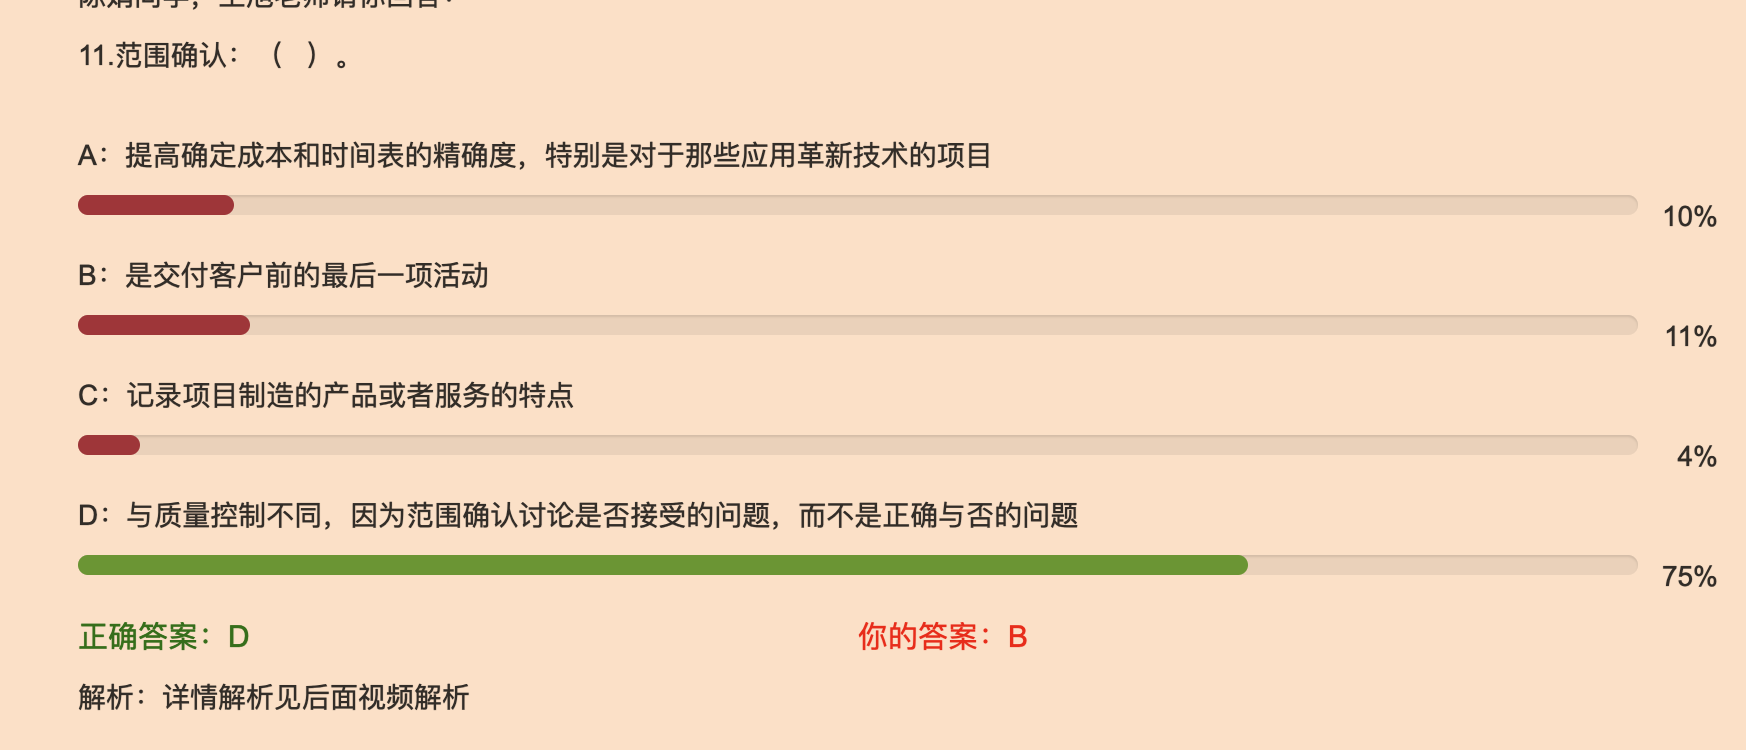 11.范围确认：（ ）。
A：提高确定成本和时间表的精确度，特别是对于那些应用革新技术的项目
10%
B：是交付客户前的最后一项活动
11%
C：记录项目制造的产品或者服务的特点
4%
D：与质量控制不同，因为范围确认讨论是否接受的问题，而不是正确与否的问题
75%
正确答案：D 你的答案：B
解析：详情解析见后面视频解析